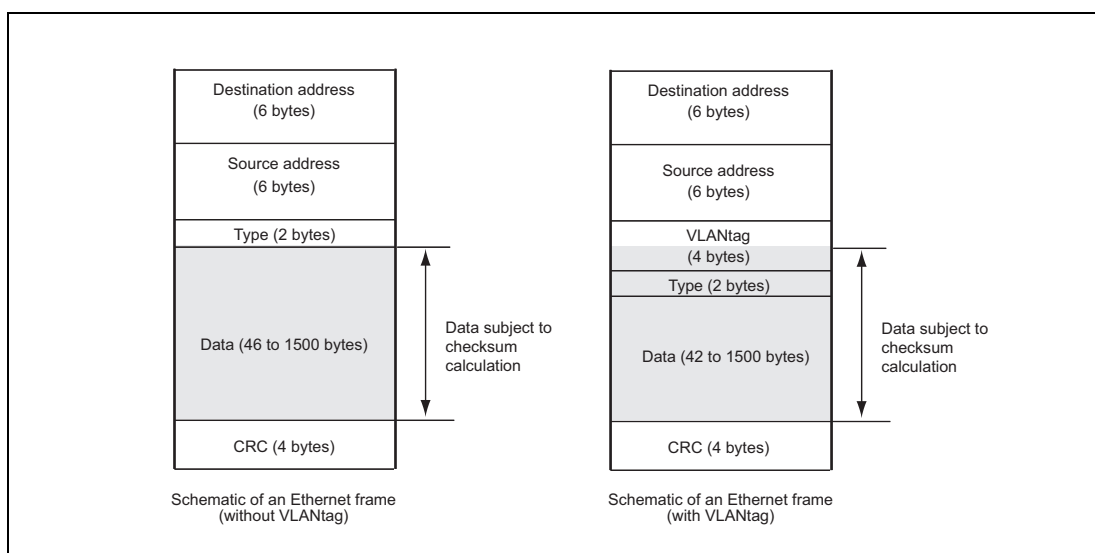 Destination address
(6 bytes)
Source address
(6 bytes)
Type (2 bytes)
Data (46 to 1500 bytes)
CRC (4 bytes)
Data subject to
checksum
calculation
Schematic of an Ethernet frame
(without VLANtag)
Destination address
(6 bytes)
Source address
(6 bytes)
VLANtag
(4 bytes)
Type (2 bytes)
Data (42 to 1500 bytes)
CRC (4 bytes)
Data subject to
checksum
calculation
Schematic of an Ethernet frame
(with VLANtag)